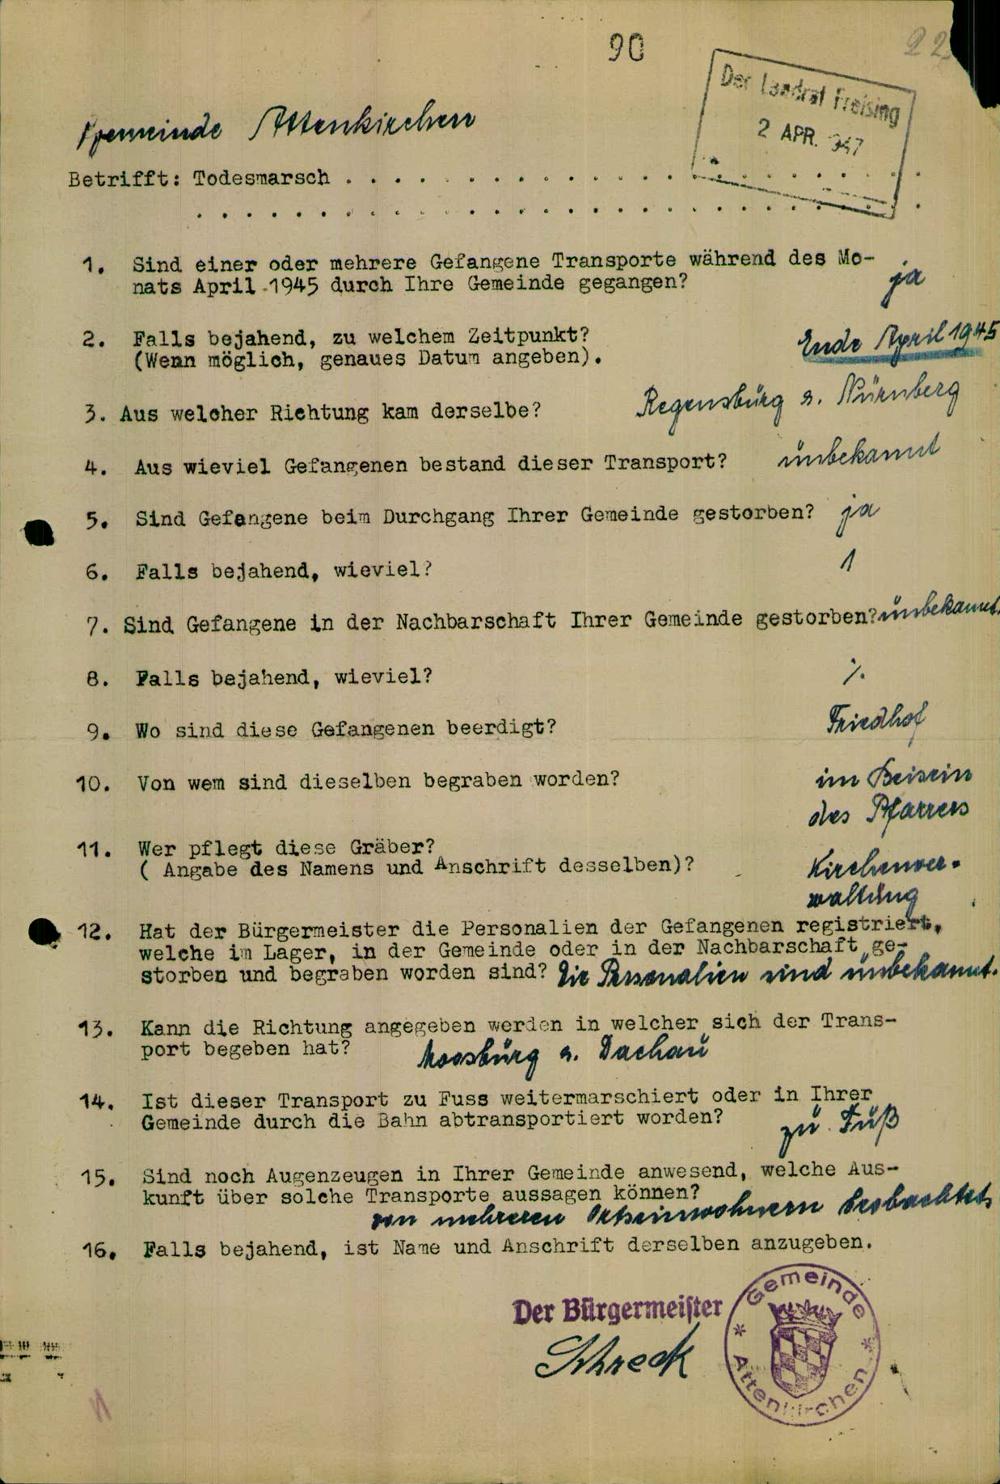 90
22
Der Landrat Freising
2 APR. 947
Gemeinde Attenkirchen
Betrifft: Todesmarsch . . . . . . . . . . . . . . . . . . . . . . . .
. . . . . . . . . . . . . . . . . . . . . . . . . . . . . .
1. Sind einer oder mehrere Gefangene Transporte während des Mo-
nats April 1945 durch Ihre Gemeinde gegangen? ja
2. Falls bejahend, zu welchem Zeitpunkt? Ende April 1945
(Wenn möglich, genaues Datum angeben).
3. Aus welcher Richtung kam derselbe? Regensburg u. Nürnberg
4. Aus wieviel Gefangenen bestand dieser Transport? unbekannt
5. Sind Gefangene beim Durchgang Ihrer Gemeinde gestorben? ja
6. Falls bejahend, wieviel? 1
7. Sind Gefangene in der Nachbarschaft Ihrer Gemeinde gestorben? unbekannt.
8. Falls bejahend, wieviel? ·/.
9. Wo sind diese Gefangenen beerdigt? Friedhof
10. Von wem sind dieselben begraben worden? im Beisein
des Pfarrers
11. Wer pflegt diese Gräber?
( Angabe des Namens und Anschrift desselben)? Kirchenver-
waltung
12. Hat der Bürgermeister die Personalien der Gefangenen registriert,
welche im Lager, in der Gemeinde oder in der Nachbarschaft ge-
storben und begraben worden sind? Die Personalien sind unbekannt.
13. Kann die Richtung angegeben werden in welcher sich der Trans-
port begeben hat? Moosburg u. Dachau
14. Ist dieser Transport zu Fuss weitermarschiert oder in Ihrer
Gemeinde durch die Bahn abtransportiert worden? zu Fuß
15. Sind noch Augenzeugen in Ihrer Gemeinde anwesend, welche Aus-
kunft über solche Transporte aussagen können?
von mehreren Ortseinwohnern beobachtet
16. Falls bejahend, ist Name und Anschrift derselben anzugeben.
Der Bürgermeister
Schreck
Gemeinde
* Attenkirchen *